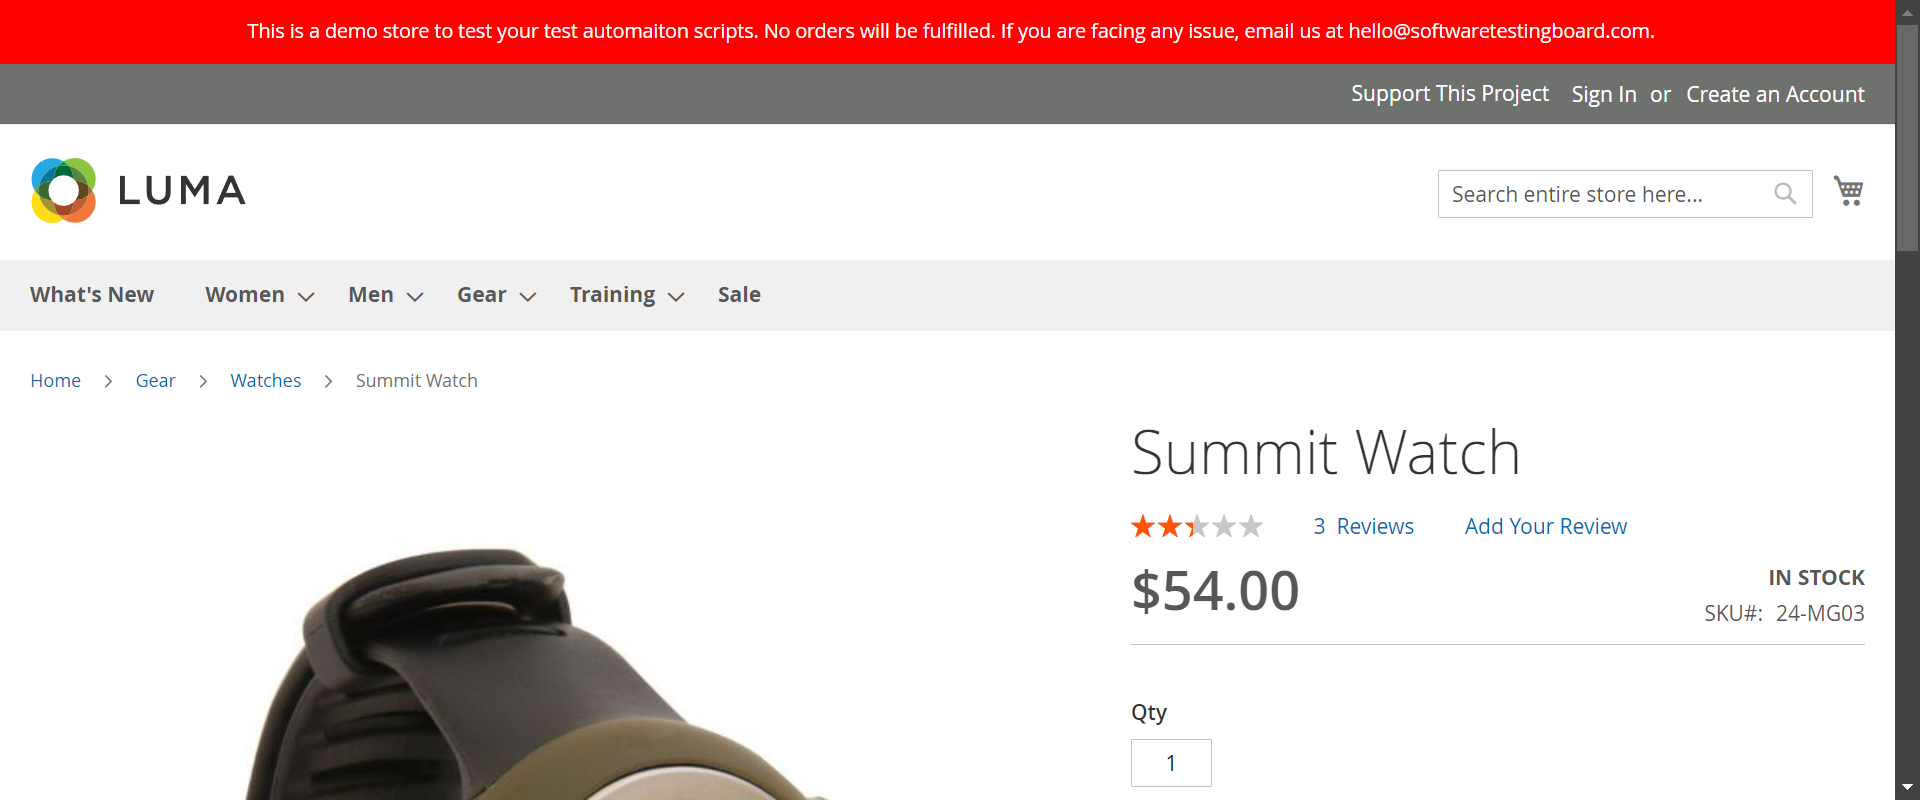 This is a demo store to test your test automaiton scripts. No orders will be fulfilled. If you are facing any issue, email us at hello@softwaretestingboard.com.
Support This Project Sign In or Create an Account
LUMA
Search entire store here...
What's New Women Men Gear Training Sale
Home Gear Watches Summit Watch
Summit Watch
3 Reviews Add Your Review
$54.00
IN STOCK
SKU#: 24-MG03
Qty
1